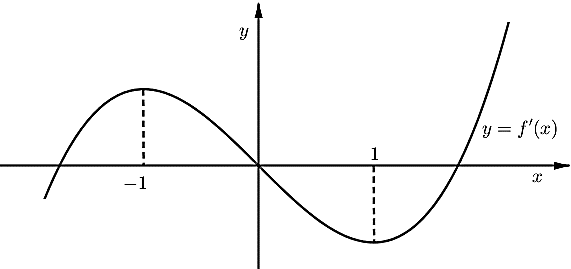 y
1
y = f′(x)
−1
x